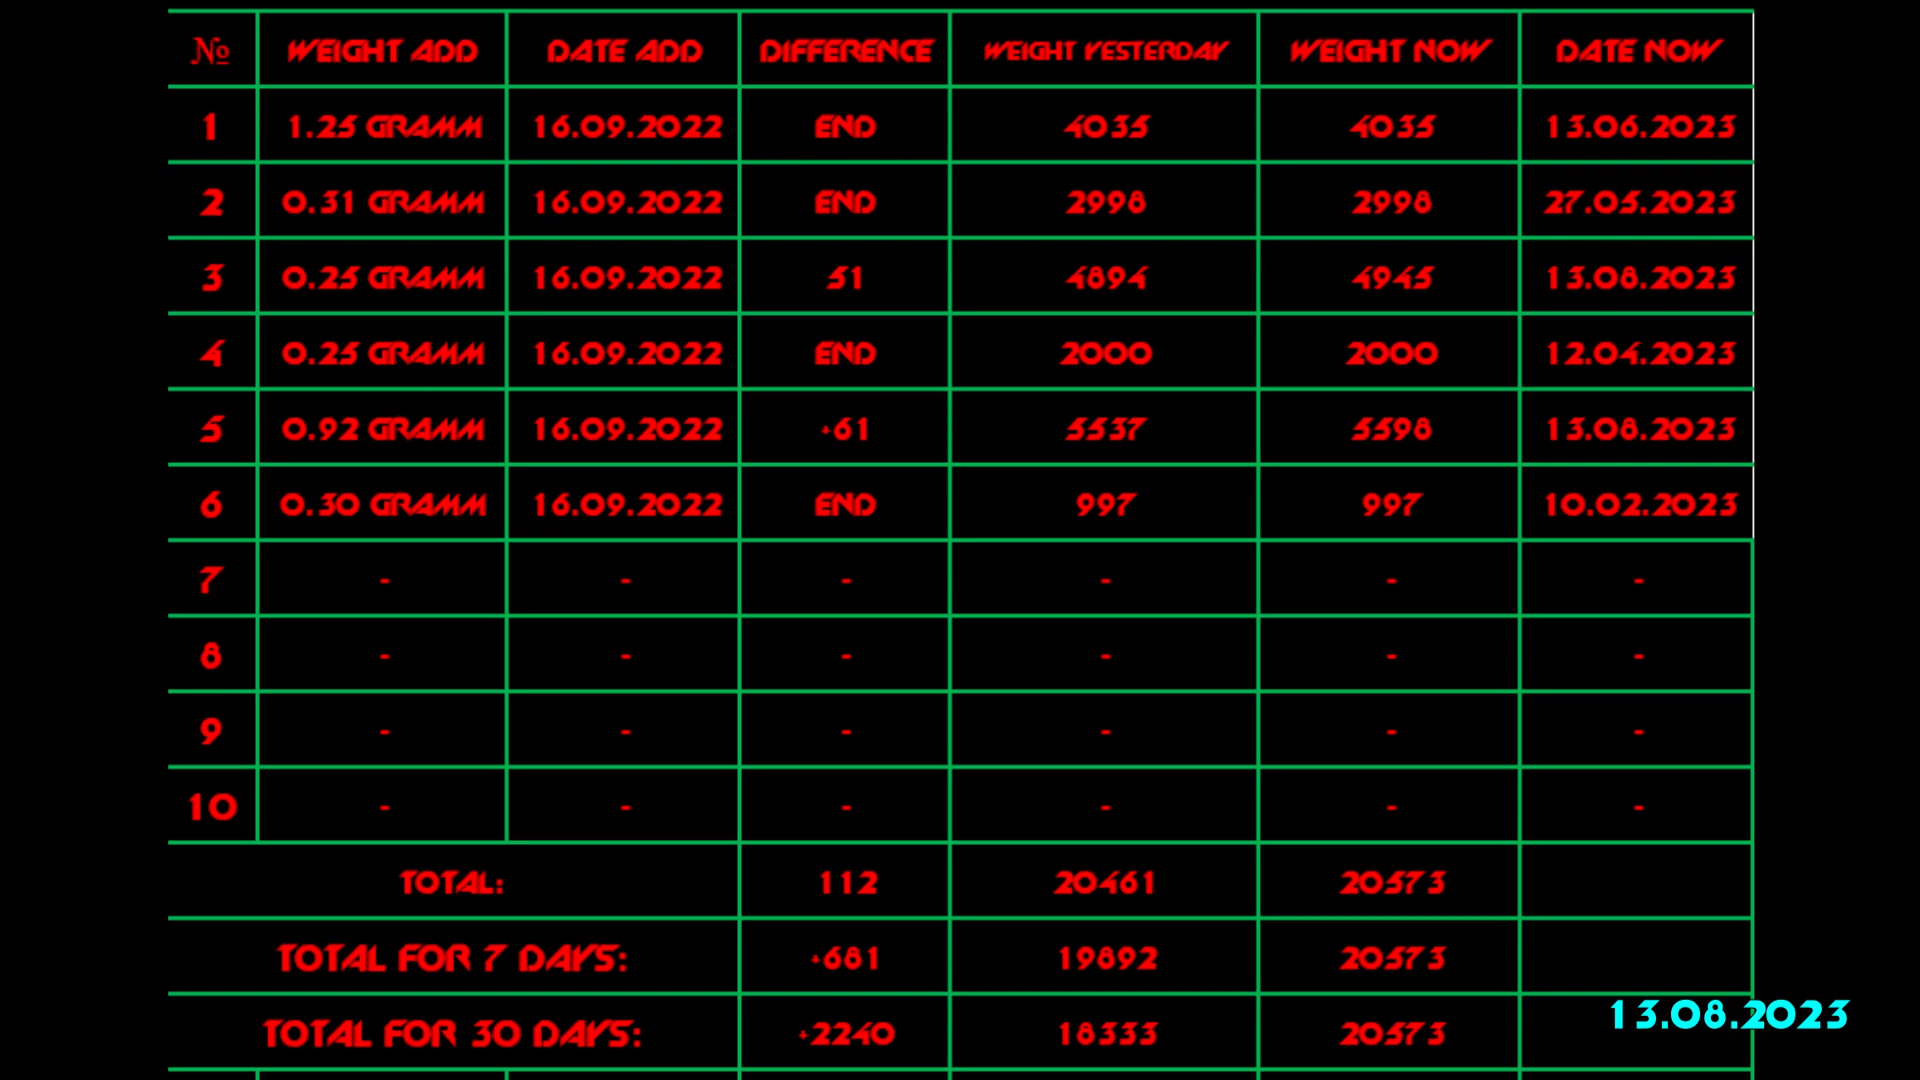 № WEIGHT ADD DATE ADD DIFFERENCE WEIGHT YESTERDAY WEIGHT NOW DATE NOW
1 1.25 GRAMM 16.09.2022 END 4035 4035 13.06.2023
2 0.31 GRAMM 16.09.2022 END 2998 2998 27.05.2023
3 0.25 GRAMM 16.09.2022 51 4894 4945 13.08.2023
4 0.25 GRAMM 16.09.2022 END 2000 2000 12.04.2023
5 0.92 GRAMM 16.09.2022 +61 5537 5598 13.08.2023
6 0.30 GRAMM 16.09.2022 END 997 997 10.02.2023
7 - - - - - -
8 - - - - - -
9 - - - - - -
10 - - - - - -
TOTAL: 112 20461 20573
TOTAL FOR 7 DAYS: +681 19892 20573
TOTAL FOR 30 DAYS: +2240 18333 20573
13.08.2023